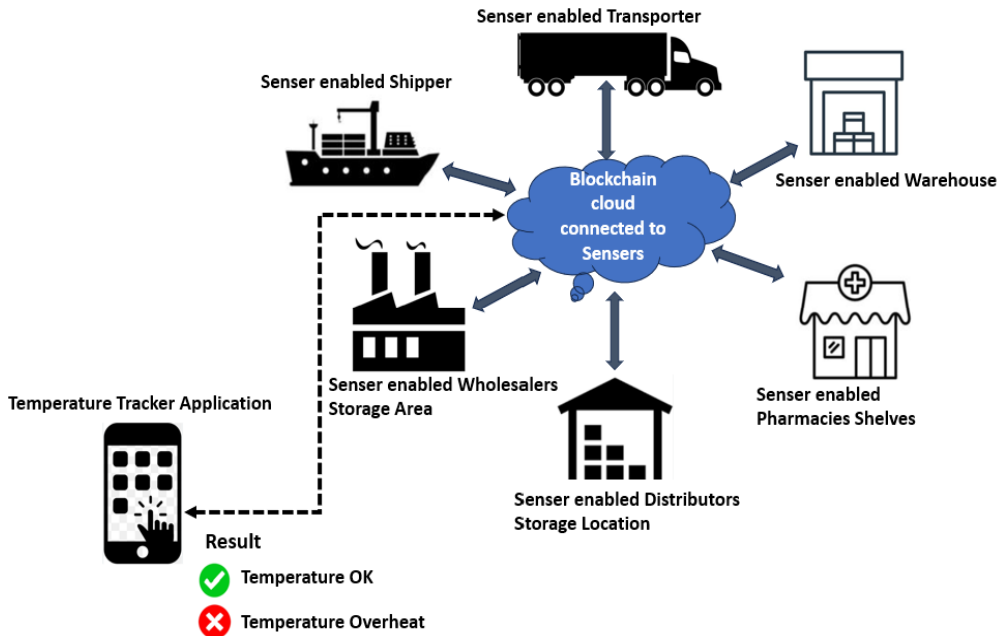 Senser enabled Transporter
Senser enabled Shipper
Senser enabled Warehouse
Blockchain
cloud
connected to
Sensers
Senser enabled Wholesalers
Storage Area
Senser enabled
Pharmacies Shelves
Temperature Tracker Application
Senser enabled Distributors
Storage Location
Result
Temperature OK
Temperature Overheat